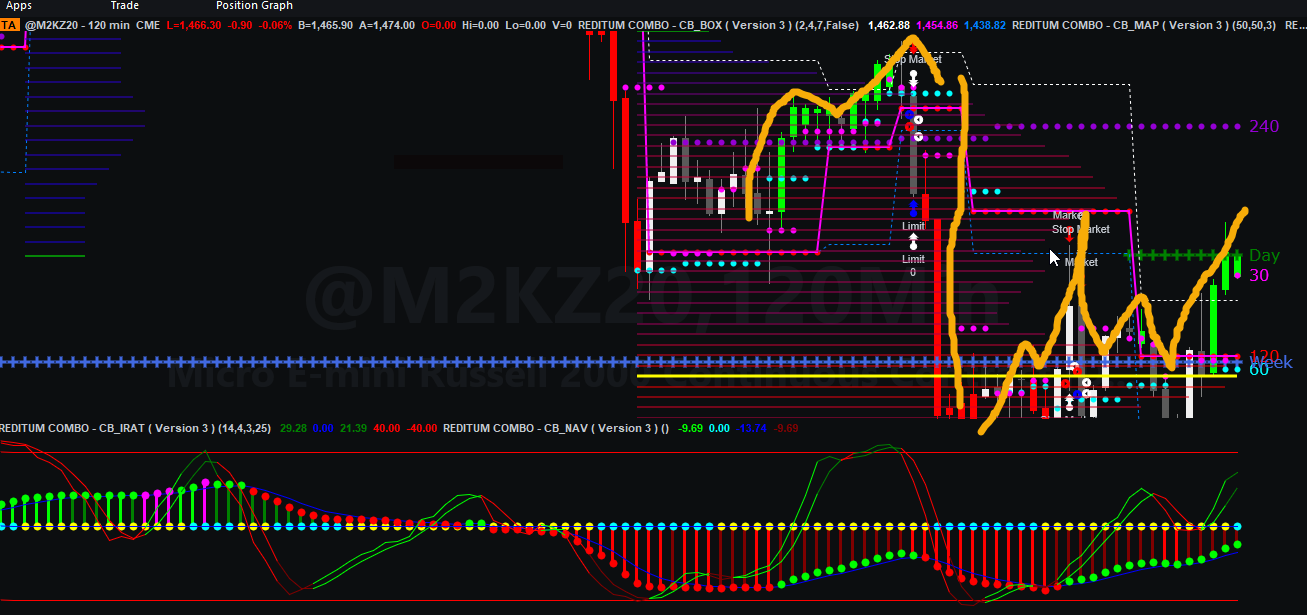 Apps Trade Position Graph
TA @M2KZ20 - 120 min CME L=1,466.30 -0.90 -0.06% B=1,465.90 A=1,474.00 O=0.00 Hi=0.00 Lo=0.00 V=0 REDITUM COMBO - CB_BOX ( Version 3 ) (2,4,7,False) 1,462.88 1,454.86 1,438.82 REDITUM COMBO - CB_MAP ( Version 3 ) (50,50,3) RE...
Stop Market
240
Market
Limit
Stop Market
Day
Limit
Market
0
30
@M2KZ20,120Min
120
Week
60
Micro E-mini Russell 2000
REDITUM COMBO - CB_IRAT ( Version 3 ) (14,4,3,25) 29.28 0.00 21.39 40.00 -40.00 REDITUM COMBO - CB_NAV ( Version 3 ) () -9.69 0.00 -13.74 -9.69